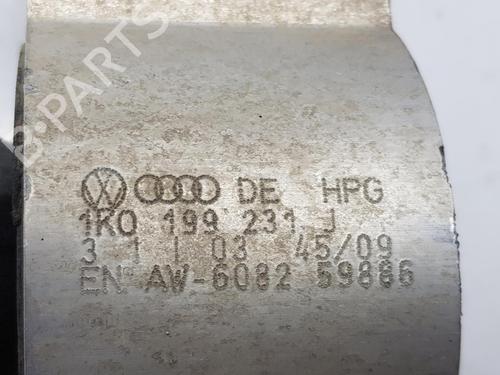 B-PARTS
DE HPG
1K0 199 231 J
3 1 1 03 45/09
EN AW-6082 59886